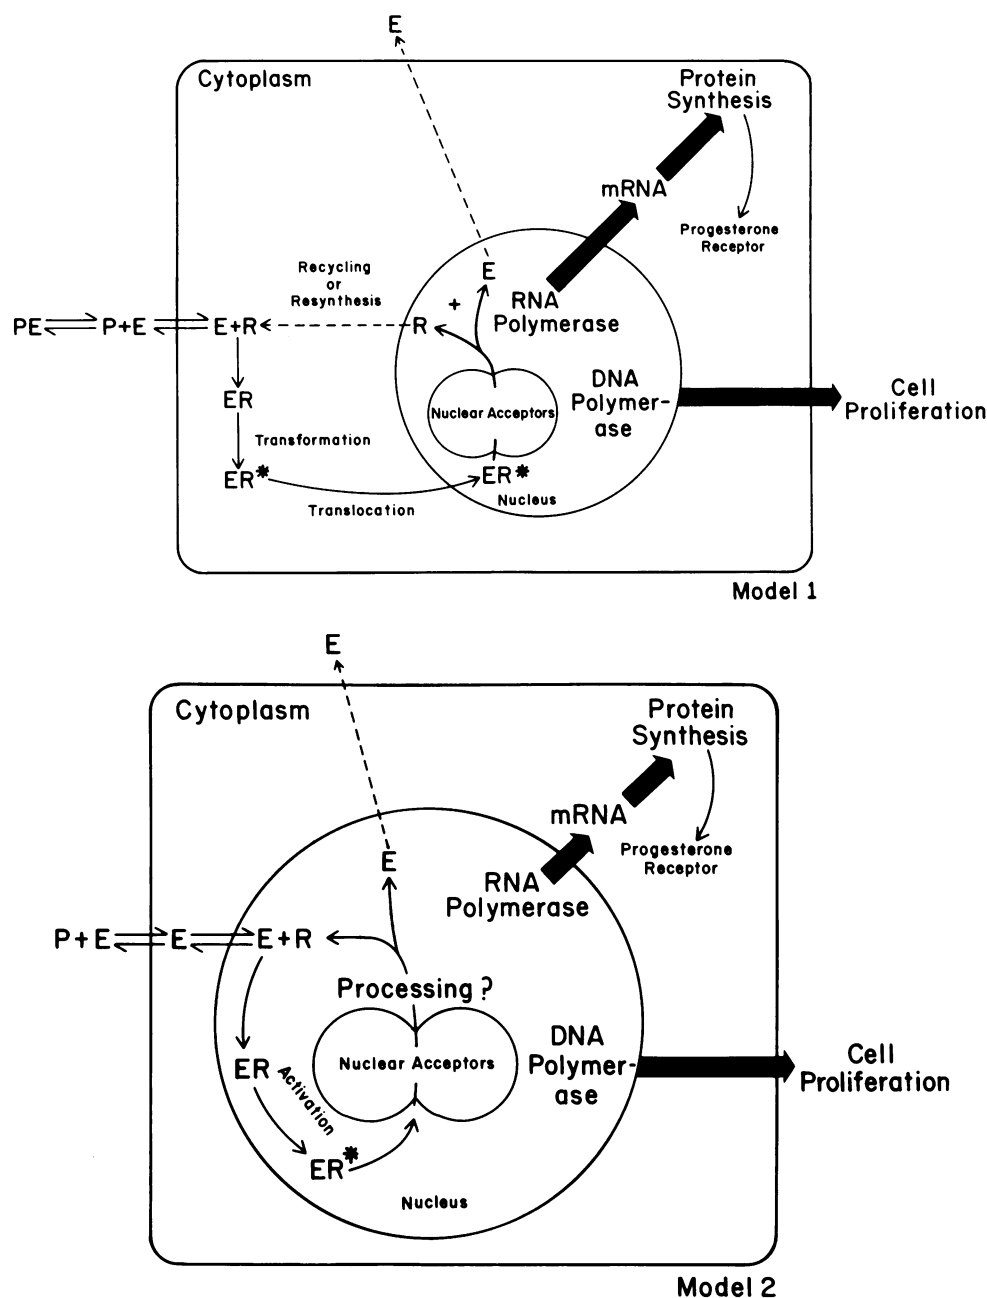 E
Cytoplasm
Protein
Synthesis
mRNA
Progesterone
Receptor
E
Recycling
or
Resynthesis
+
RNA
Polymerase
PE
P+E
E+R
R
DNA
Polymer-
ase
Cell
Proliferation
ER
Nuclear Acceptors
Transformation
ER*
ER*
Nucleus
Translocation
Model 1
E
Cytoplasm
Protein
Synthesis
mRNA
Progesterone
Receptor
E
RNA
Polymerase
P+E
E
E+R
Processing ?
DNA
Polymer-
ase
Nuclear Acceptors
Cell
Proliferation
ER
Activation
ER*
Nucleus
Model 2